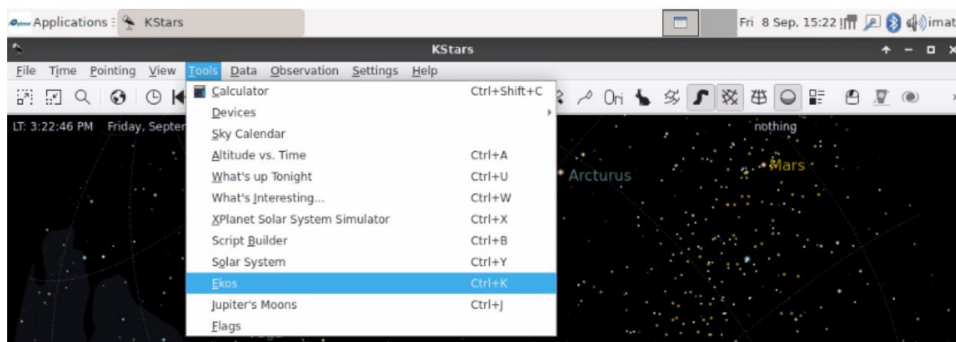 Applications KStars Fri 8 Sep, 15:22 imat
KStars
File Time Pointing View Tools Data Observation Settings Help
Calculator Ctrl+Shift+C
Ori
Devices
LT: 3:22:46 PM Friday, Septer
nothing
Sky Calendar
Altitude vs. Time Ctrl+A
Mars
What's up Tonight Ctrl+U
Arcturus
What's Interesting... Ctrl+W
XPlanet Solar System Simulator Ctrl+X
Script Builder Ctrl+B
Solar System Ctrl+Y
Ekos Ctrl+K
Jupiter's Moons Ctrl+J
Flags